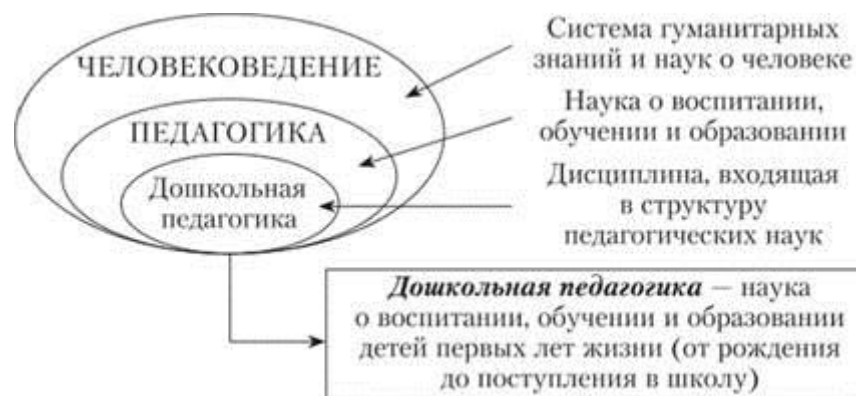 ЧЕЛОВЕКОВЕДЕНИЕ
ПЕДАГОГИКА
Дошкольная
педагогика
Система гуманитарных
знаний и наук о человеке
Наука о воспитании,
обучении и образовании
Дисциплина, входящая
в структуру
педагогических наук
Дошкольная педагогика — наука
о воспитании, обучении и образовании
детей первых лет жизни (от рождения
до поступления в школу)